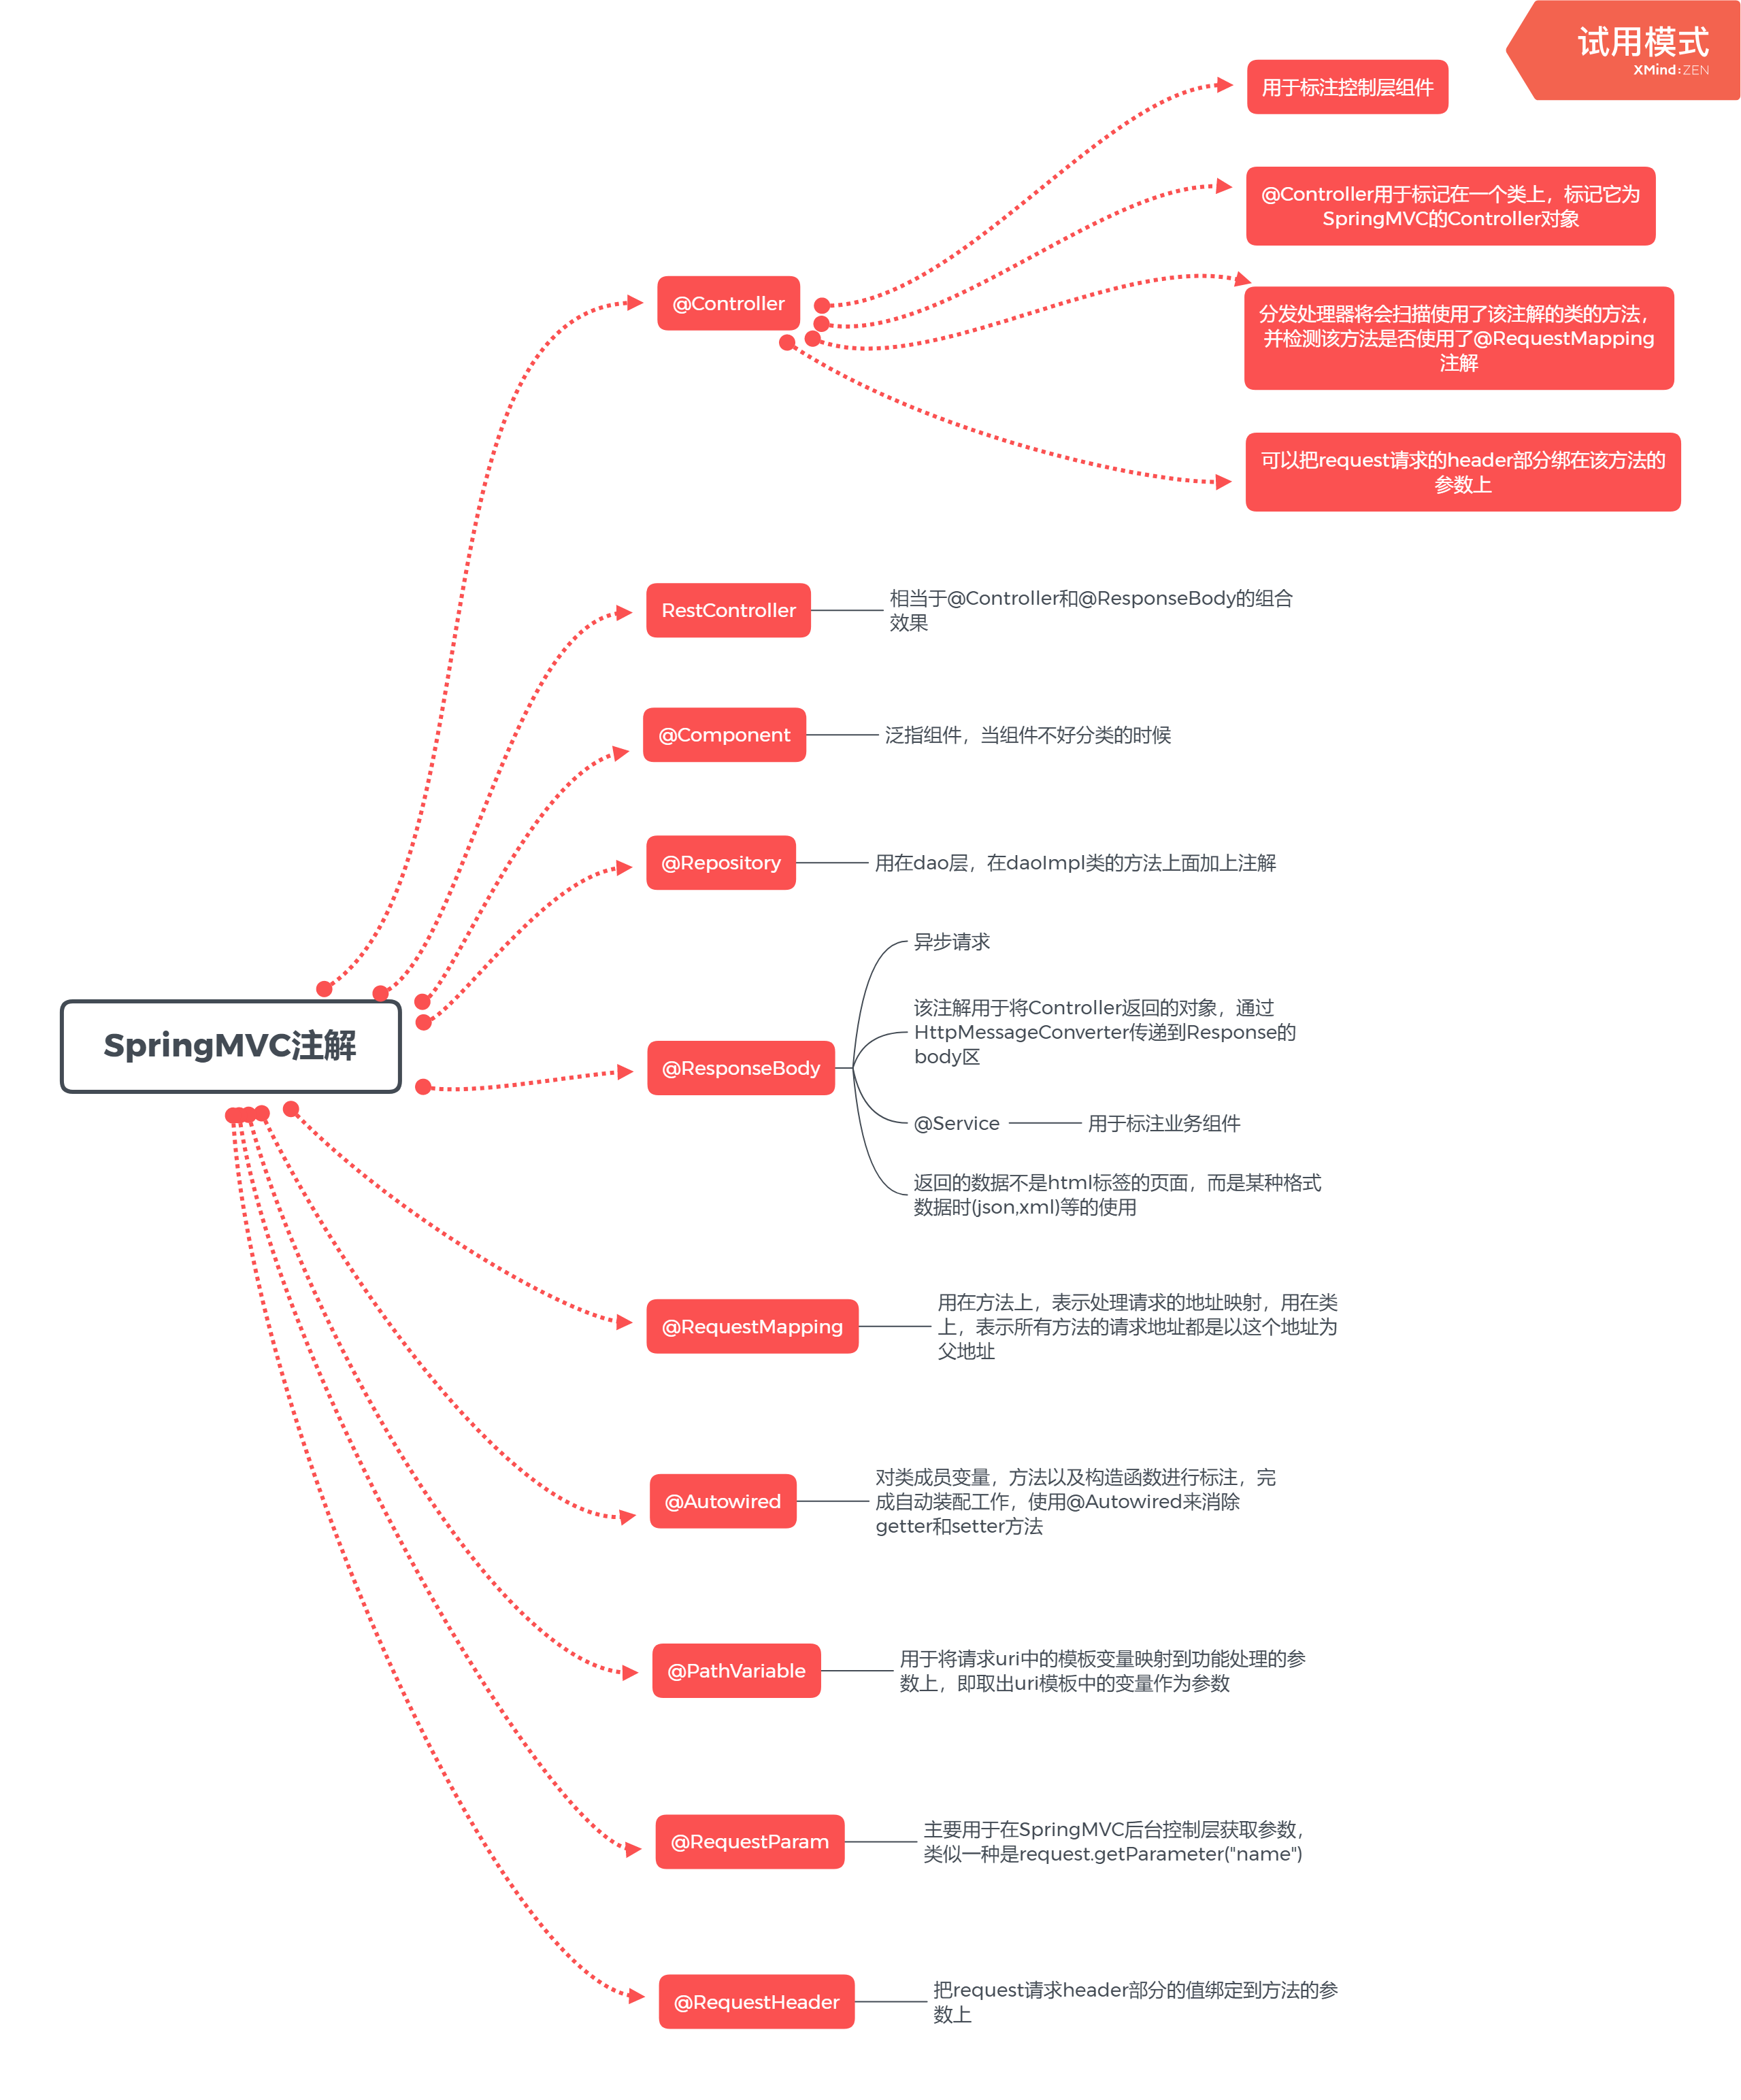 试用模式
XMind:ZEN
用于标注控制层组件
@Controller用于标记在一个类上，标记它为
SpringMVC的Controller对象
@Controller
分发处理器将会扫描使用了该注解的类的方法，
并检测该方法是否使用了@RequestMapping
注解
可以把request请求的header部分绑在该方法的
参数上
RestController
相当于@Controller和@ResponseBody的组合
效果
@Component
泛指组件，当组件不好分类的时候
@Repository
用在dao层，在daoImpl类的方法上面加上注解
SpringMVC注解
@ResponseBody
异步请求
该注解用于将Controller返回的对象，通过
HttpMessageConverter传递到Response的
body区
@Service
用于标注业务组件
返回的数据不是html标签的页面，而是某种格式
数据时(json,xml)等的使用
@RequestMapping
用在方法上，表示处理请求的地址映射，用在类
上，表示所有方法的请求地址都是以这个地址为
父地址
@Autowired
对类成员变量，方法以及构造函数进行标注，完
成自动装配工作，使用@Autowired来消除
getter和setter方法
@PathVariable
用于将请求uri中的模板变量映射到功能处理的参
数上，即取出uri模板中的变量作为参数
@RequestParam
主要用于在SpringMVC后台控制层获取参数，
类似一种是request.getParameter("name")
@RequestHeader
把request请求header部分的值绑定到方法的参
数上